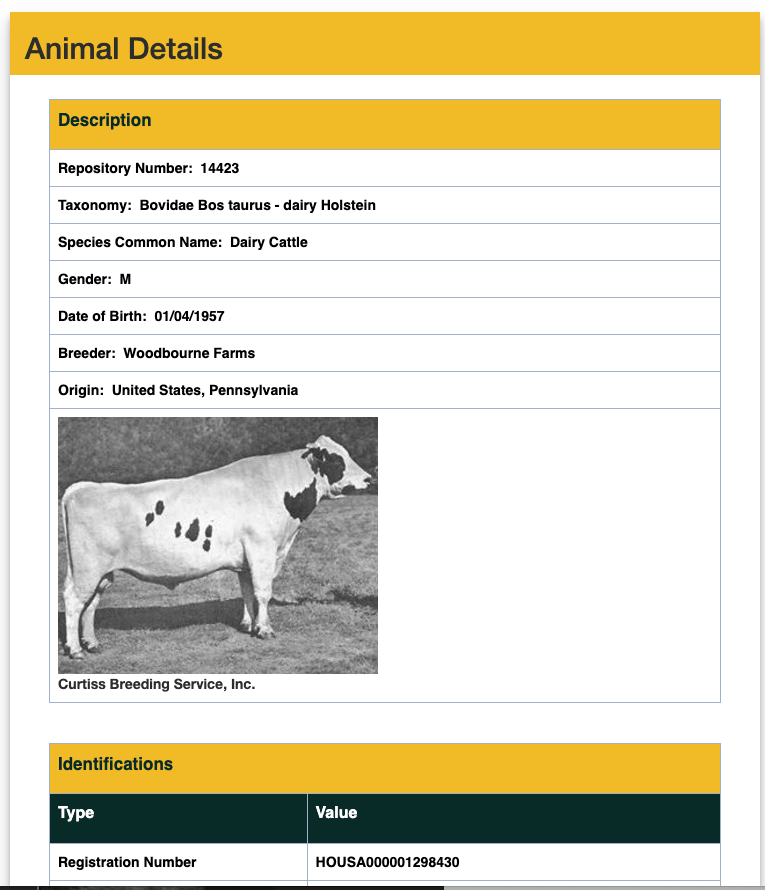 Animal Details
Description
Repository Number: 14423
Taxonomy: Bovidae Bos taurus - dairy Holstein
Species Common Name: Dairy Cattle
Gender: M
Date of Birth: 01/04/1957
Breeder: Woodbourne Farms
Origin: United States, Pennsylvania
Curtiss Breeding Service, Inc.
Identifications
Type Value
Registration Number HOUSA000001298430